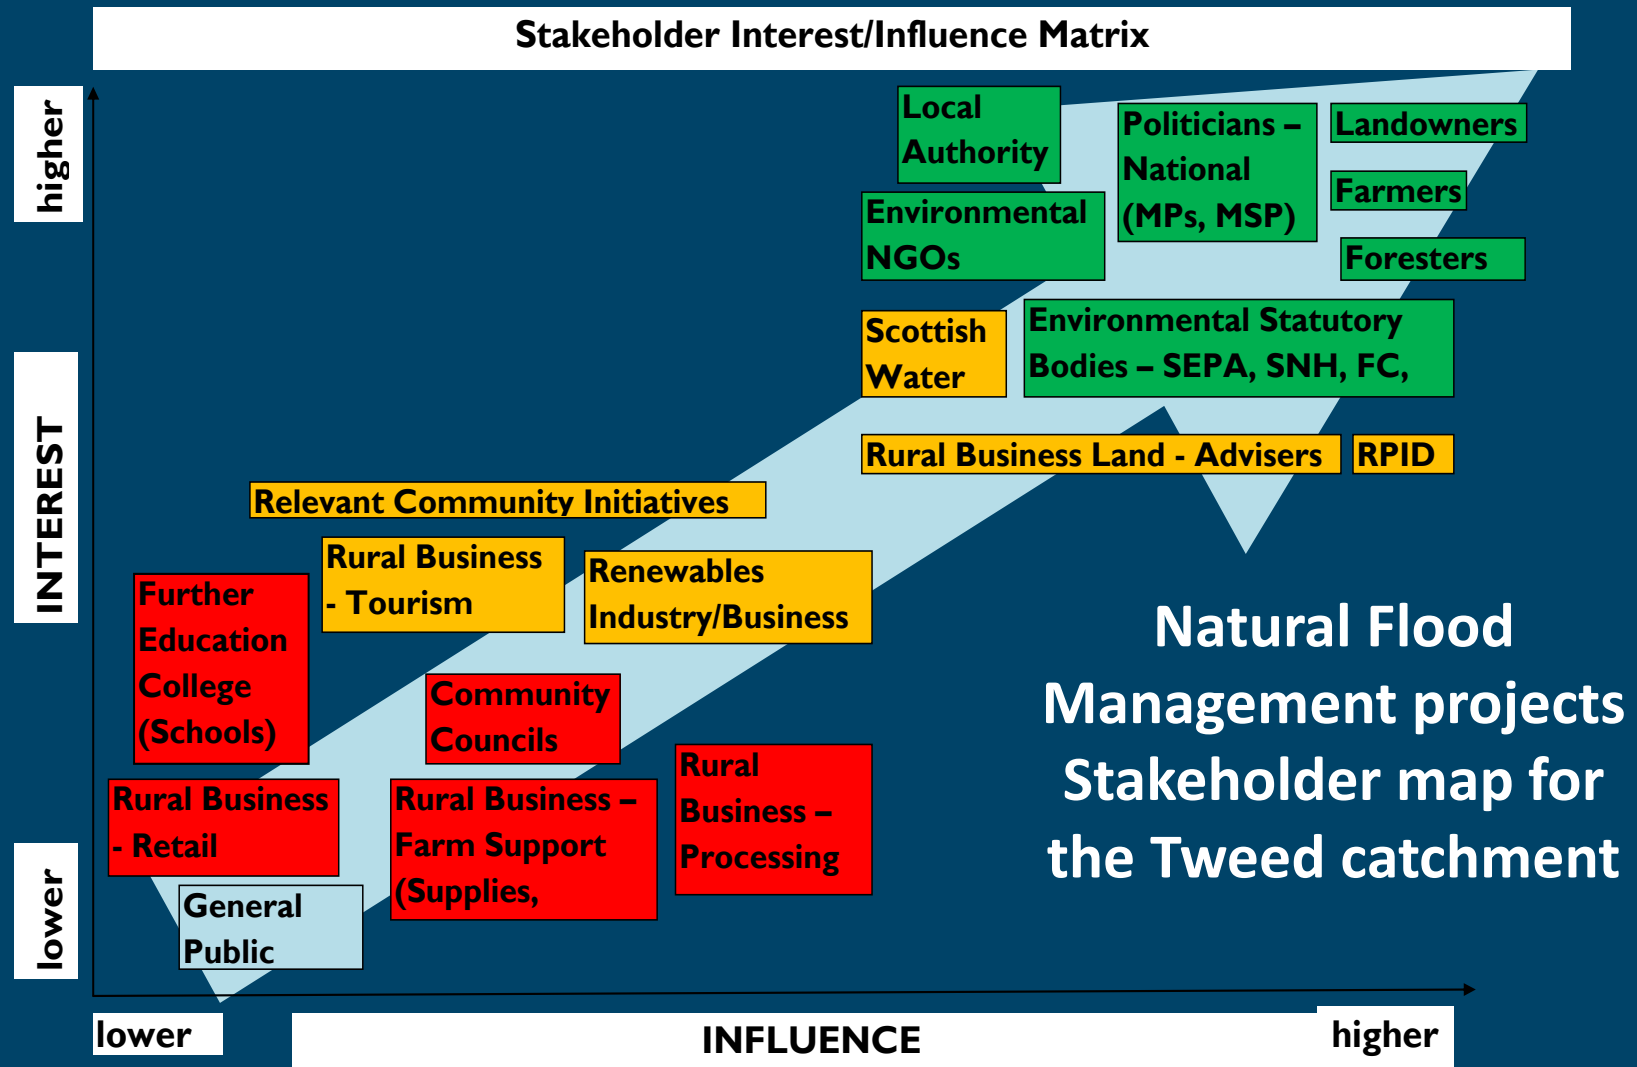 Stakeholder Interest/Influence Matrix
higher
INTEREST
lower
Local
Authority
Politicians –
National
(MPs, MSP)
Landowners
Farmers
Foresters
Environmental
NGOs
Scottish
Water
Environmental Statutory
Bodies – SEPA, SNH, FC,
Rural Business Land - Advisers
RPID
Relevant Community Initiatives
Rural Business
- Tourism
Renewables
Industry/Business
Further
Education
College
(Schools)
Community
Councils
Rural Business
- Retail
Rural Business –
Farm Support
(Supplies,
Rural
Business –
Processing
General
Public
Natural Flood
Management projects
Stakeholder map for
the Tweed catchment
lower
INFLUENCE
higher